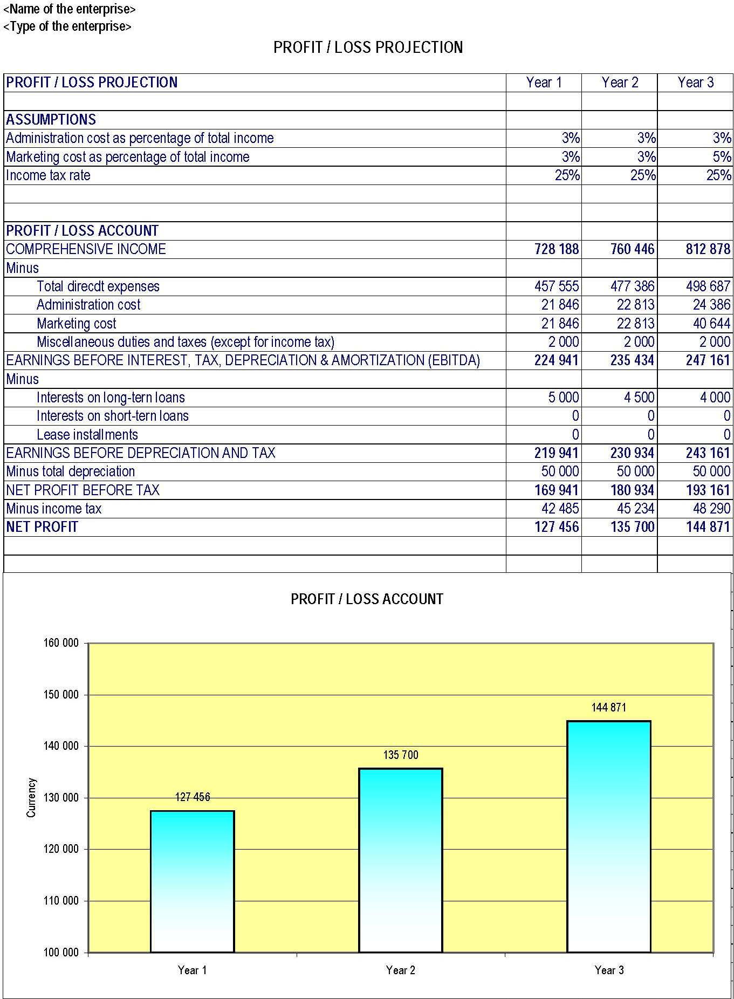 <Name of the enterprise>
<Type of the enterprise>
PROFIT / LOSS PROJECTION
PROFIT / LOSS PROJECTION Year 1 Year 2 Year 3
ASSUMPTIONS
Administration cost as percentage of total income 3% 3% 3%
Marketing cost as percentage of total income 3% 3% 5%
Income tax rate 25% 25% 25%
PROFIT / LOSS ACCOUNT
COMPREHENSIVE INCOME 728 188 760 446 812 878
Minus
Total direcdt expenses 457 555 477 386 498 687
Administration cost 21 846 22 813 24 386
Marketing cost 21 846 22 813 40 644
Miscellaneous duties and taxes (except for income tax) 2 000 2 000 2 000
EARNINGS BEFORE INTEREST, TAX, DEPRECIATION & AMORTIZATION (EBITDA) 224 941 235 434 247 161
Minus
Interests on long-tern loans 5 000 4 500 4 000
Interests on short-tern loans 0 0 0
Lease installments 0 0 0
EARNINGS BEFORE DEPRECIATION AND TAX 219 941 230 934 243 161
Minus total depreciation 50 000 50 000 50 000
NET PROFIT BEFORE TAX 169 941 180 934 193 161
Minus income tax 42 485 45 234 48 290
NET PROFIT 127 456 135 700 144 871
PROFIT / LOSS ACCOUNT
160 000
150 000
144 871
140 000
135 700
Currency
130 000
127 456
120 000
110 000
100 000
Year 1 Year 2 Year 3